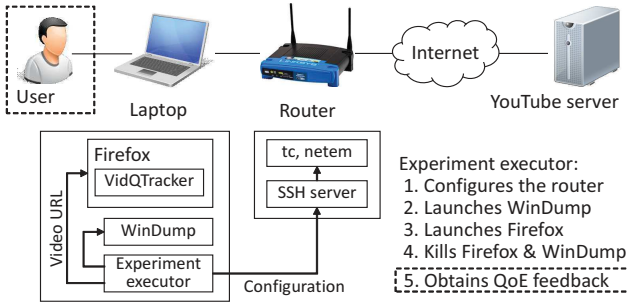 User
Laptop
Router
Internet
YouTube server
Firefox
VidQTracker
Video URL
WinDump
Experiment
executor
tc, netem
SSH server
Configuration
Experiment executor:
1. Configures the router
2. Launches WinDump
3. Launches Firefox
4. Kills Firefox & WinDump
5. Obtains QoE feedback